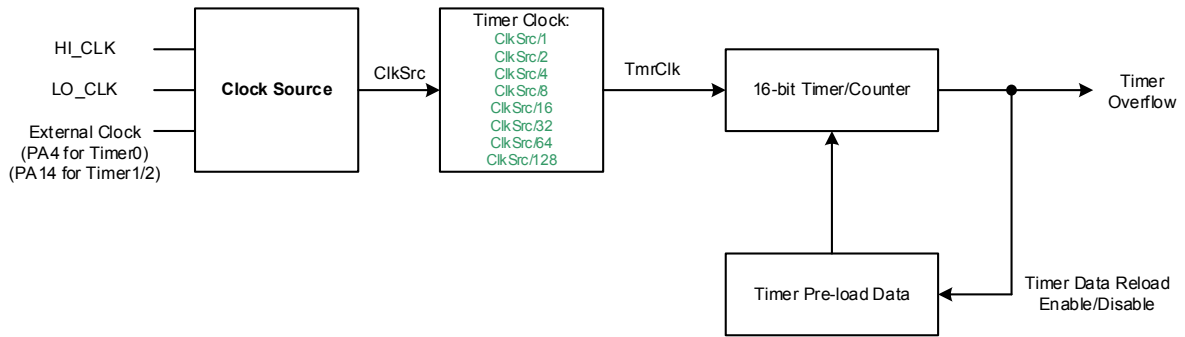 HI_CLK
LO_CLK
External Clock
(PA4 for Timer0)
(PA14 for Timer1/2)
Clock Source
ClkSrc
Timer Clock:
ClkSrc/1
ClkSrc/2
ClkSrc/4
ClkSrc/8
ClkSrc/16
ClkSrc/32
ClkSrc/64
ClkSrc/128
TmrClk
16-bit Timer/Counter
Timer
Overflow
Timer Pre-load Data
Timer Data Reload
Enable/Disable